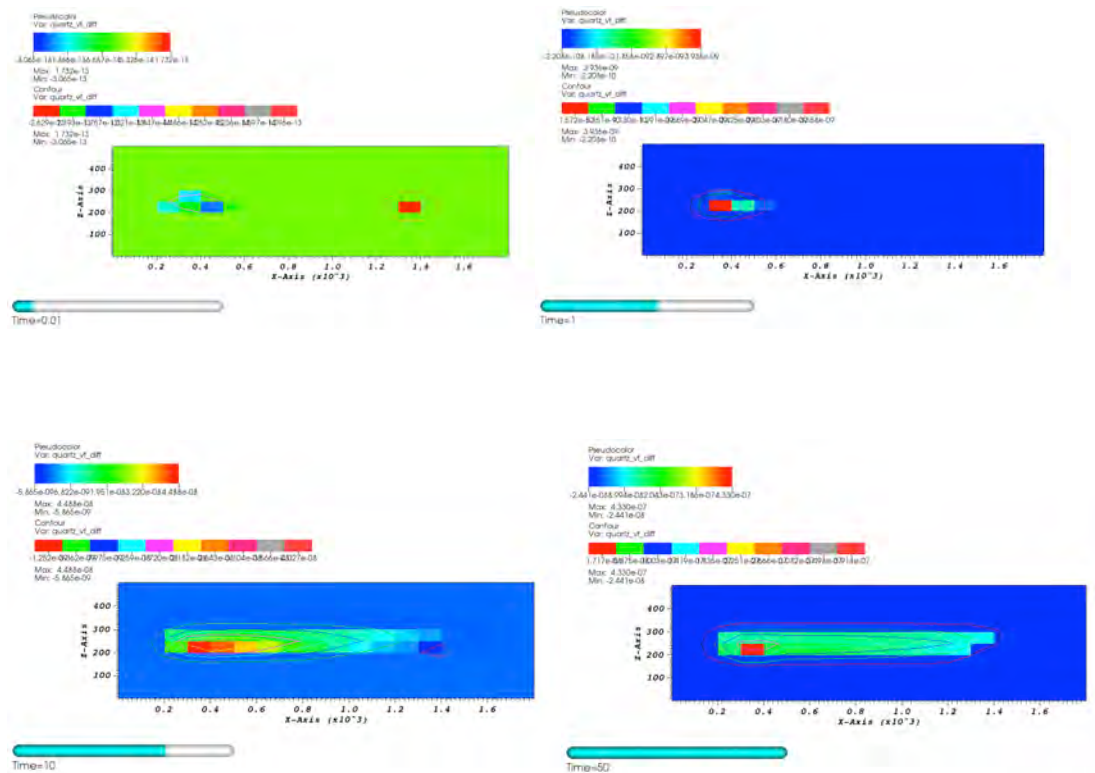 Pseudocolor
Var: quartz_vf_diff
Max: 1.732e-13
Min: -3.065e-13
Contour
Var: quartz_vf_diff
Max: 1.732e-13
Min: -3.065e-13
Z-Axis
400
300
200
100
0.2 0.4 0.6 0.8 1.0 1.2 1.4 1.6
X-Axis (x10^3)
Time=0.01
Pseudocolor
Var: quartz_vf_diff
Max: 3.936e-09
Min: -2.206e-10
Contour
Var: quartz_vf_diff
Max: 3.936e-09
Min: -2.206e-10
Z-Axis
400
300
200
100
0.2 0.4 0.6 0.8 1.0 1.2 1.4 1.6
X-Axis (x10^3)
Time=1
Pseudocolor
Var: quartz_vf_diff
Max: 4.488e-08
Min: -5.865e-09
Contour
Var: quartz_vf_diff
Max: 4.488e-08
Min: -5.865e-09
Z-Axis
400
300
200
100
0.2 0.4 0.6 0.8 1.0 1.2 1.4 1.6
X-Axis (x10^3)
Time=10
Pseudocolor
Var: quartz_vf_diff
Max: 4.330e-07
Min: -2.441e-08
Contour
Var: quartz_vf_diff
Max: 4.330e-07
Min: -2.441e-08
Z-Axis
400
300
200
100
0.2 0.4 0.6 0.8 1.0 1.2 1.4 1.6
X-Axis (x10^3)
Time=50